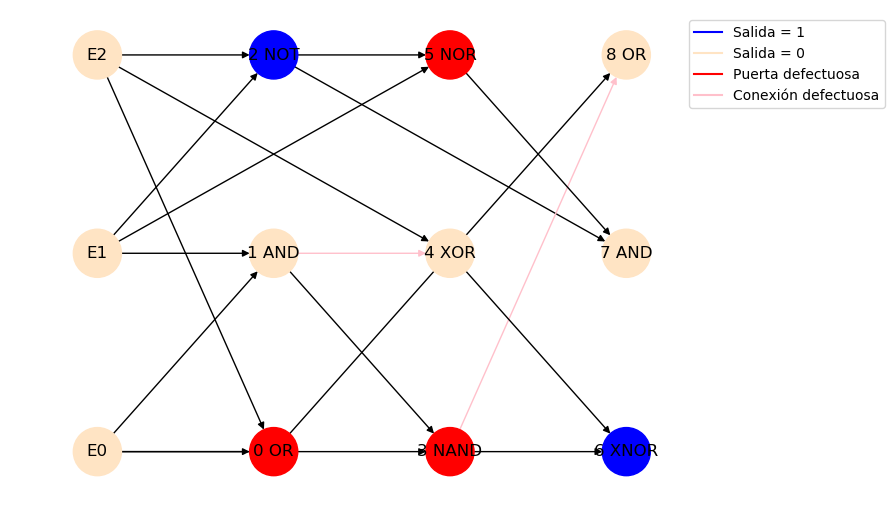 E2
2 NOT
5 NOR
8 OR
Salida = 1
Salida = 0
Puerta defectuosa
Conexión defectuosa
E1
1 AND
4 XOR
7 AND
E0
0 OR
3 NAND
6 XNOR